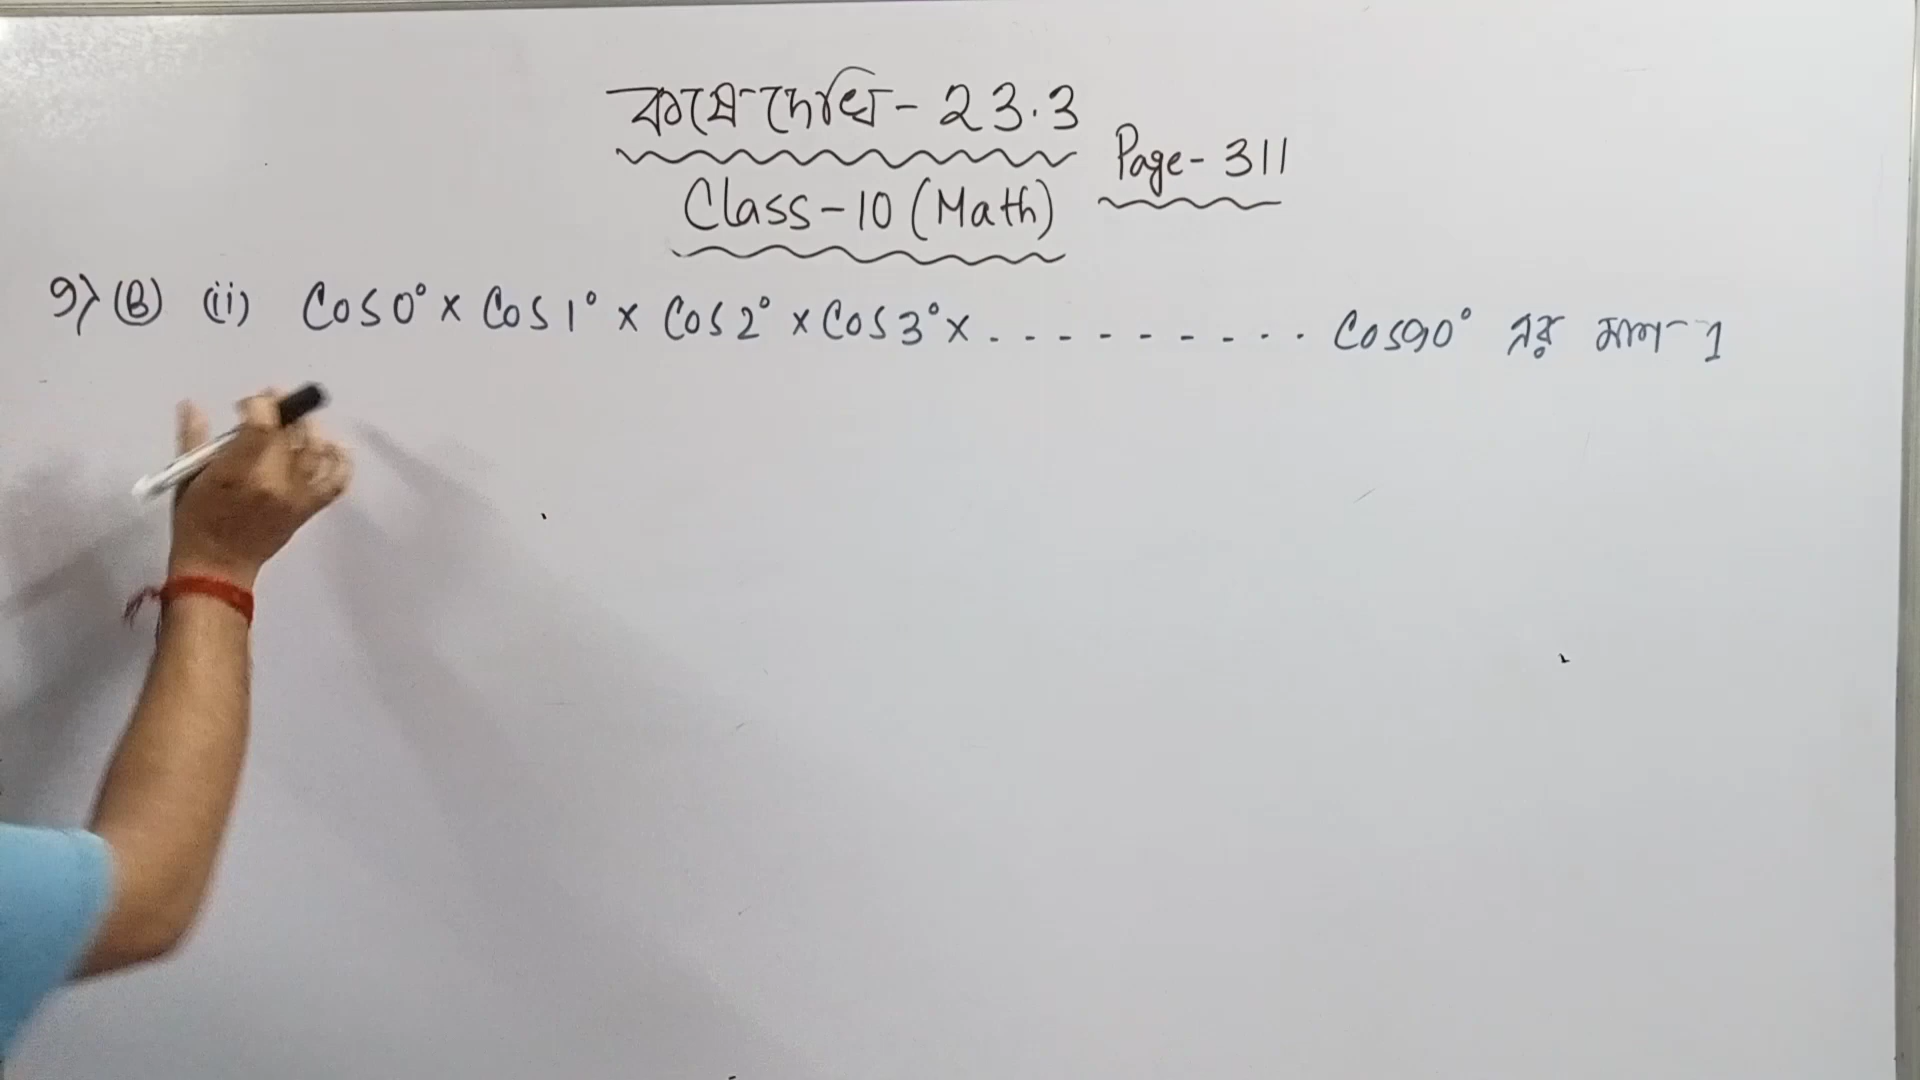 কষে দেখি - 23.3
Page - 311
Class - 10 (Math)
9) (B) (ii) Cos0° x Cos1° x Cos2° x Cos3° x .......... Cos90° এর মান 1